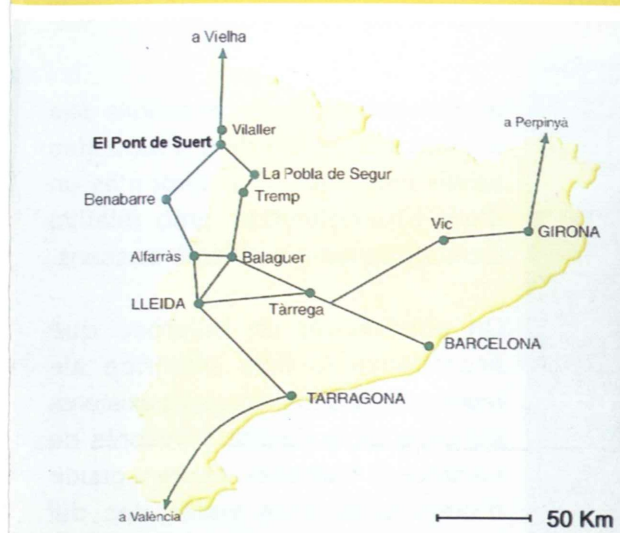 a Vielha
Vilaller
El Pont de Suert
a Perpinyà
La Pobla de Segur
Tremp
Benabarre
Vic
GIRONA
Alfarràs
Balaguer
LLEIDA
Tàrrega
BARCELONA
TARRAGONA
a València
50 Km